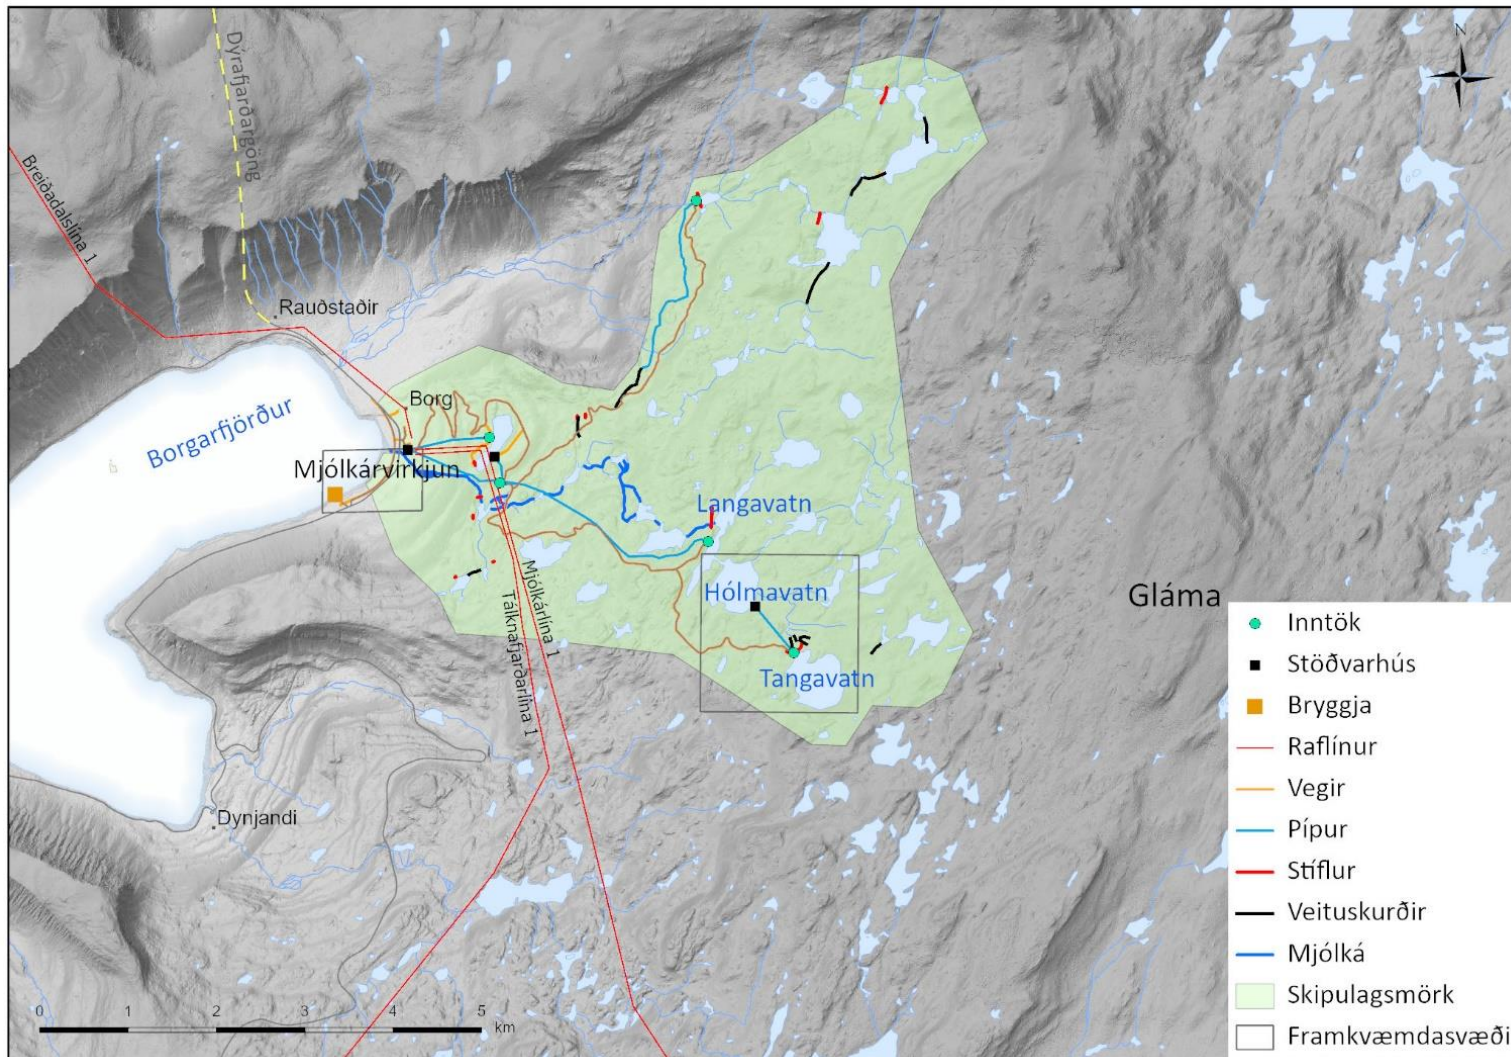 N
Dýrafjarðargöng
Breiðadalslína 1
Rauðstaðir
Borg
Borgarfjörður
Mjólkárvirkjun
Langavatn
Hólmavatn
Tangavatn
Mjólkárlína 1
Tálknafjarðarlína 1
Gláma
Dynjandi
0 1 2 3 4 5
km
Inntök
Stöðvarhús
Bryggja
Raflínur
Vegir
Pípur
Stíflur
Veituskurðir
Mjólká
Skipulagsmörk
Framkvæmdasvæði